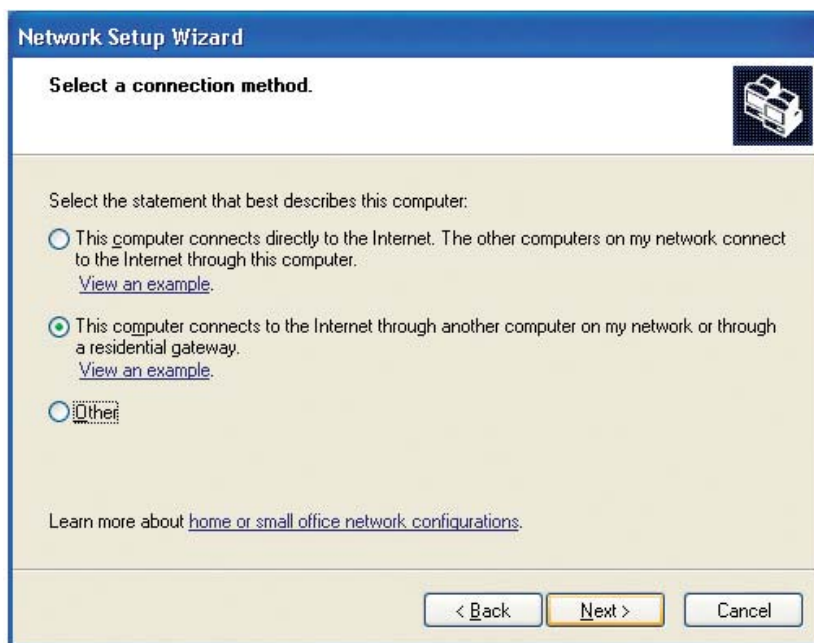 Network Setup Wizard
Select a connection method.
Select the statement that best describes this computer:
This computer connects directly to the Internet. The other computers on my network connect
to the Internet through this computer.
View an example.
This computer connects to the Internet through another computer on my network or through
a residential gateway.
View an example.
Other
Learn more about home or small office network configurations.
< Back
Next >
Cancel